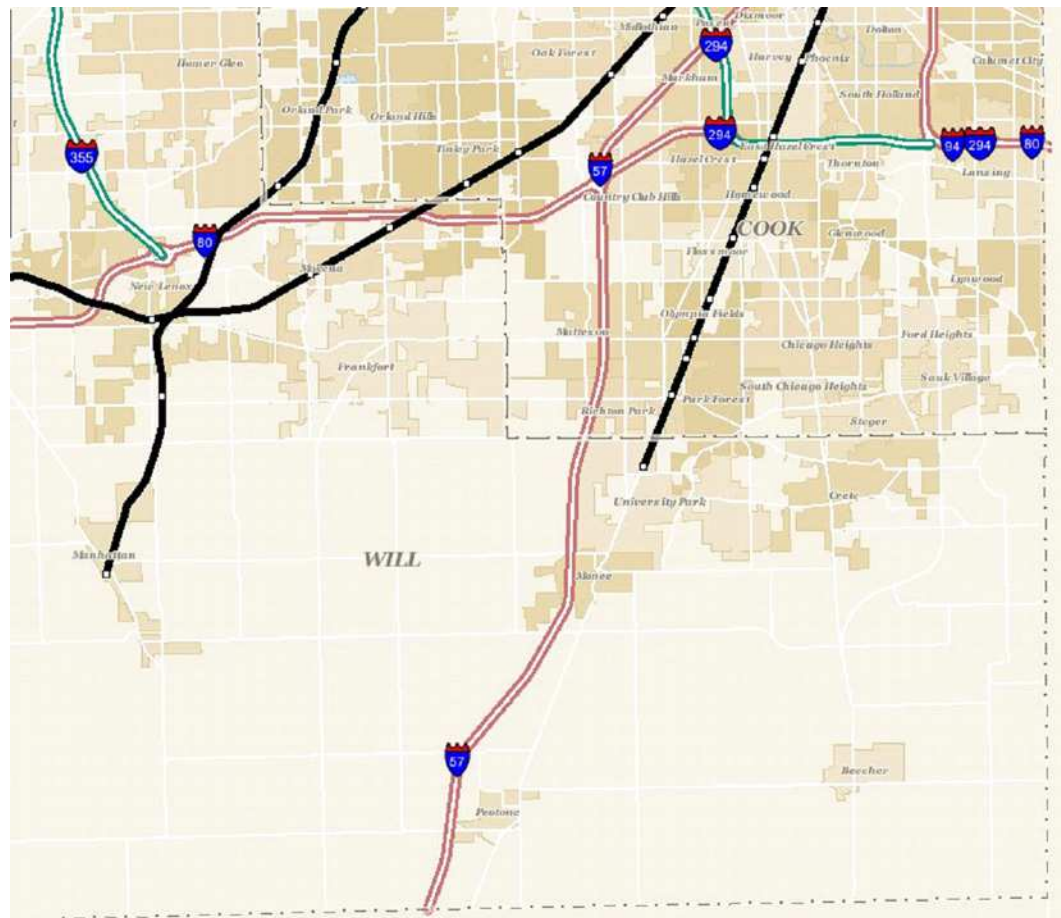 Midlothian
Posen
Dixmoor
Dolton
294
Oak Forest
Harvey
Phoenix
Calumet City
Homer Glen
Markham
South Holland
Orland Park
Orland Hills
294
355
Tinley Park
East Hazel Crest
94
294
80
57
Hazel Crest
Thornton
Lansing
Country Club Hills
Homewood
COOK
Glenwood
80
Flossmoor
Mokena
Lynwood
New Lenox
Olympia Fields
Matteson
Ford Heights
Chicago Heights
Frankfort
Sauk Village
South Chicago Heights
Park Forest
Richton Park
Steger
University Park
Crete
Manhattan
WILL
Monee
57
Beecher
Peotone